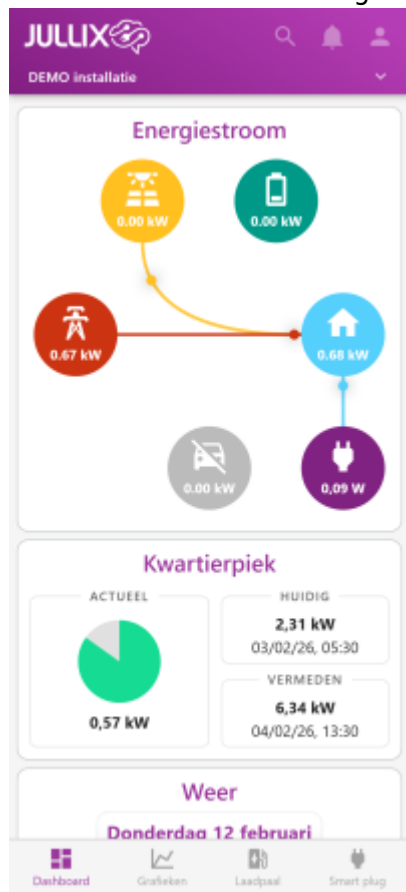 JULLIX
DEMO installatie
Energiestroom
0.00 kW
0.00 kW
0.67 kW
0.68 kW
0.00 kW
0,09 W
Kwartierpiek
ACTUEEL
0,57 kW
HUIDIG
2,31 kW
03/02/26, 05:30
VERMEDEN
6,34 kW
04/02/26, 13:30
Weer
Donderdag 12 februari
Dashboard
Grafieken
Laadpaal
Smart plug